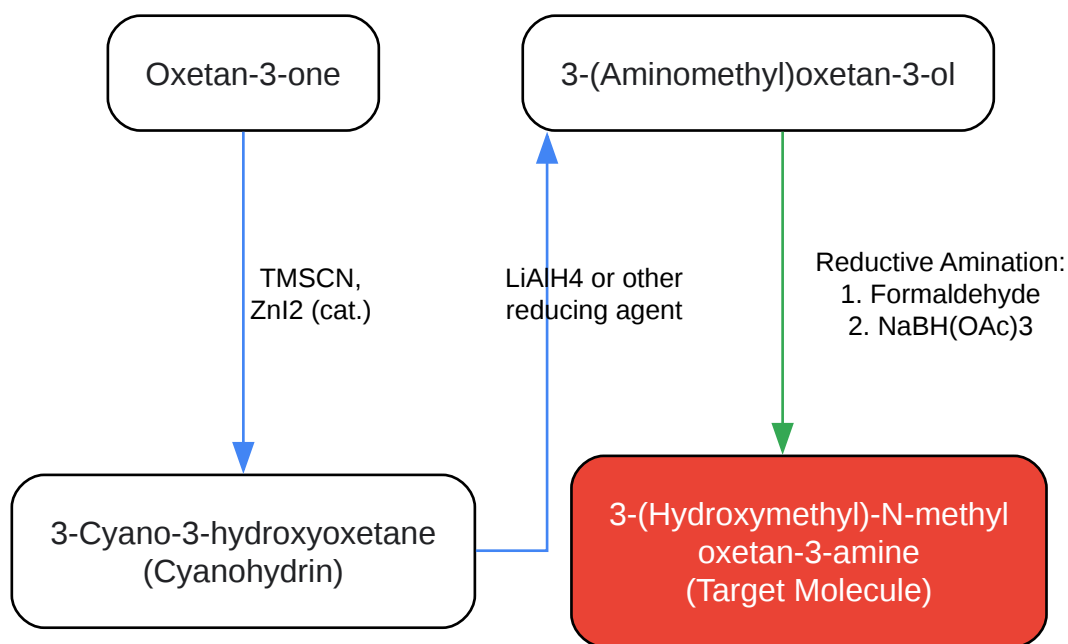 Oxetan-3-one
3-(Aminomethyl)oxetan-3-ol
TMSCN,
ZnI2 (cat.)
LiAlH4 or other
reducing agent
Reductive Amination:
1. Formaldehyde
2. NaBH(OAc)3
3-Cyano-3-hydroxyoxetane
(Cyanohydrin)
3-(Hydroxymethyl)-N-methyl
oxetan-3-amine
(Target Molecule)